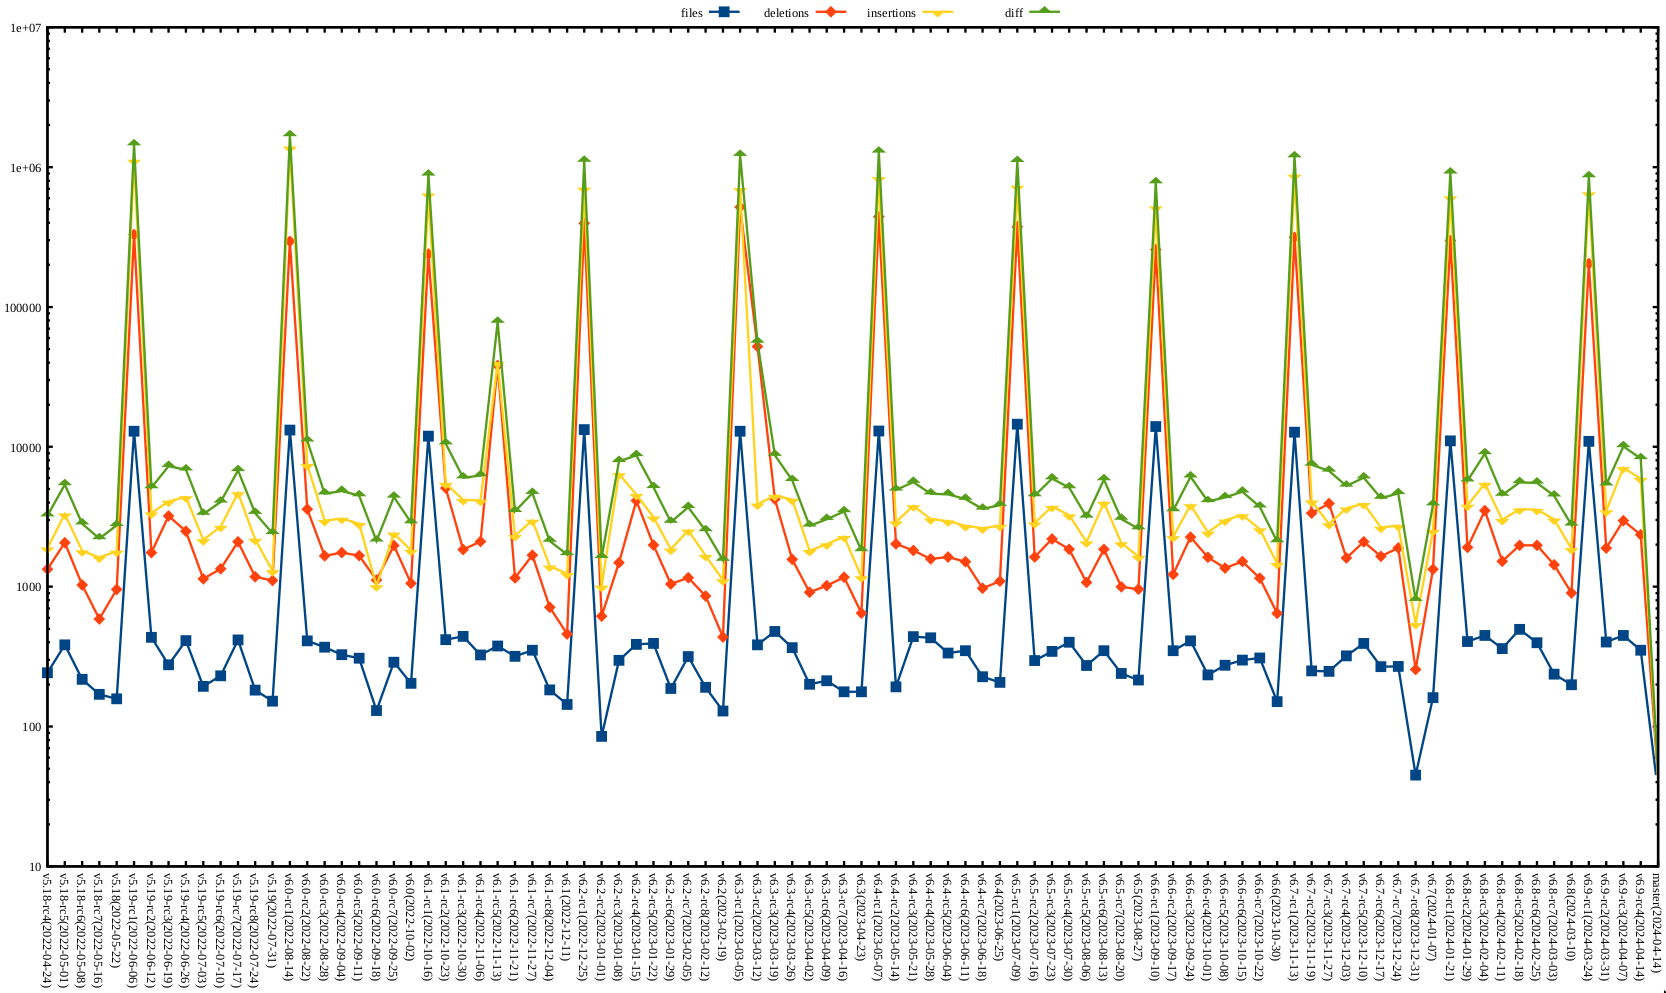 files deletions insertions diff
1e+07
1e+06
100000
10000
1000
100
10
v5.18-rc4(2022-04-24)
v5.18-rc5(2022-05-01)
v5.18-rc6(2022-05-08)
v5.18-rc7(2022-05-16)
v5.18(2022-05-22)
v5.19-rc1(2022-06-06)
v5.19-rc2(2022-06-12)
v5.19-rc3(2022-06-19)
v5.19-rc4(2022-06-26)
v5.19-rc5(2022-07-03)
v5.19-rc6(2022-07-10)
v5.19-rc7(2022-07-17)
v5.19-rc8(2022-07-24)
v5.19(2022-07-31)
v6.0-rc1(2022-08-14)
v6.0-rc2(2022-08-22)
v6.0-rc3(2022-08-28)
v6.0-rc4(2022-09-04)
v6.0-rc5(2022-09-11)
v6.0-rc6(2022-09-18)
v6.0-rc7(2022-09-25)
v6.0(2022-10-02)
v6.1-rc1(2022-10-16)
v6.1-rc2(2022-10-23)
v6.1-rc3(2022-10-30)
v6.1-rc4(2022-11-06)
v6.1-rc5(2022-11-13)
v6.1-rc6(2022-11-21)
v6.1-rc7(2022-11-27)
v6.1-rc8(2022-12-04)
v6.1(2022-12-11)
v6.2-rc1(2022-12-25)
v6.2-rc2(2023-01-01)
v6.2-rc3(2023-01-08)
v6.2-rc4(2023-01-15)
v6.2-rc5(2023-01-22)
v6.2-rc6(2023-01-29)
v6.2-rc7(2023-02-05)
v6.2-rc8(2023-02-12)
v6.2(2023-02-19)
v6.3-rc1(2023-03-05)
v6.3-rc2(2023-03-12)
v6.3-rc3(2023-03-19)
v6.3-rc4(2023-03-26)
v6.3-rc5(2023-04-02)
v6.3-rc6(2023-04-09)
v6.3-rc7(2023-04-16)
v6.3(2023-04-23)
v6.4-rc1(2023-05-07)
v6.4-rc2(2023-05-14)
v6.4-rc3(2023-05-21)
v6.4-rc4(2023-05-28)
v6.4-rc5(2023-06-04)
v6.4-rc6(2023-06-11)
v6.4-rc7(2023-06-18)
v6.4(2023-06-25)
v6.5-rc1(2023-07-09)
v6.5-rc2(2023-07-16)
v6.5-rc3(2023-07-23)
v6.5-rc4(2023-07-30)
v6.5-rc5(2023-08-06)
v6.5-rc6(2023-08-13)
v6.5-rc7(2023-08-20)
v6.5(2023-08-27)
v6.6-rc1(2023-09-10)
v6.6-rc2(2023-09-17)
v6.6-rc3(2023-09-24)
v6.6-rc4(2023-10-01)
v6.6-rc5(2023-10-08)
v6.6-rc6(2023-10-15)
v6.6-rc7(2023-10-22)
v6.6(2023-10-30)
v6.7-rc1(2023-11-13)
v6.7-rc2(2023-11-19)
v6.7-rc3(2023-11-27)
v6.7-rc4(2023-12-03)
v6.7-rc5(2023-12-10)
v6.7-rc6(2023-12-17)
v6.7-rc7(2023-12-24)
v6.7-rc8(2023-12-31)
v6.7(2024-01-07)
v6.8-rc1(2024-01-21)
v6.8-rc2(2024-01-29)
v6.8-rc3(2024-02-04)
v6.8-rc4(2024-02-11)
v6.8-rc5(2024-02-18)
v6.8-rc6(2024-02-25)
v6.8-rc7(2024-03-03)
v6.8(2024-03-10)
v6.9-rc1(2024-03-24)
v6.9-rc2(2024-03-31)
v6.9-rc3(2024-04-07)
v6.9-rc4(2024-04-14)
master(2024-04-14)